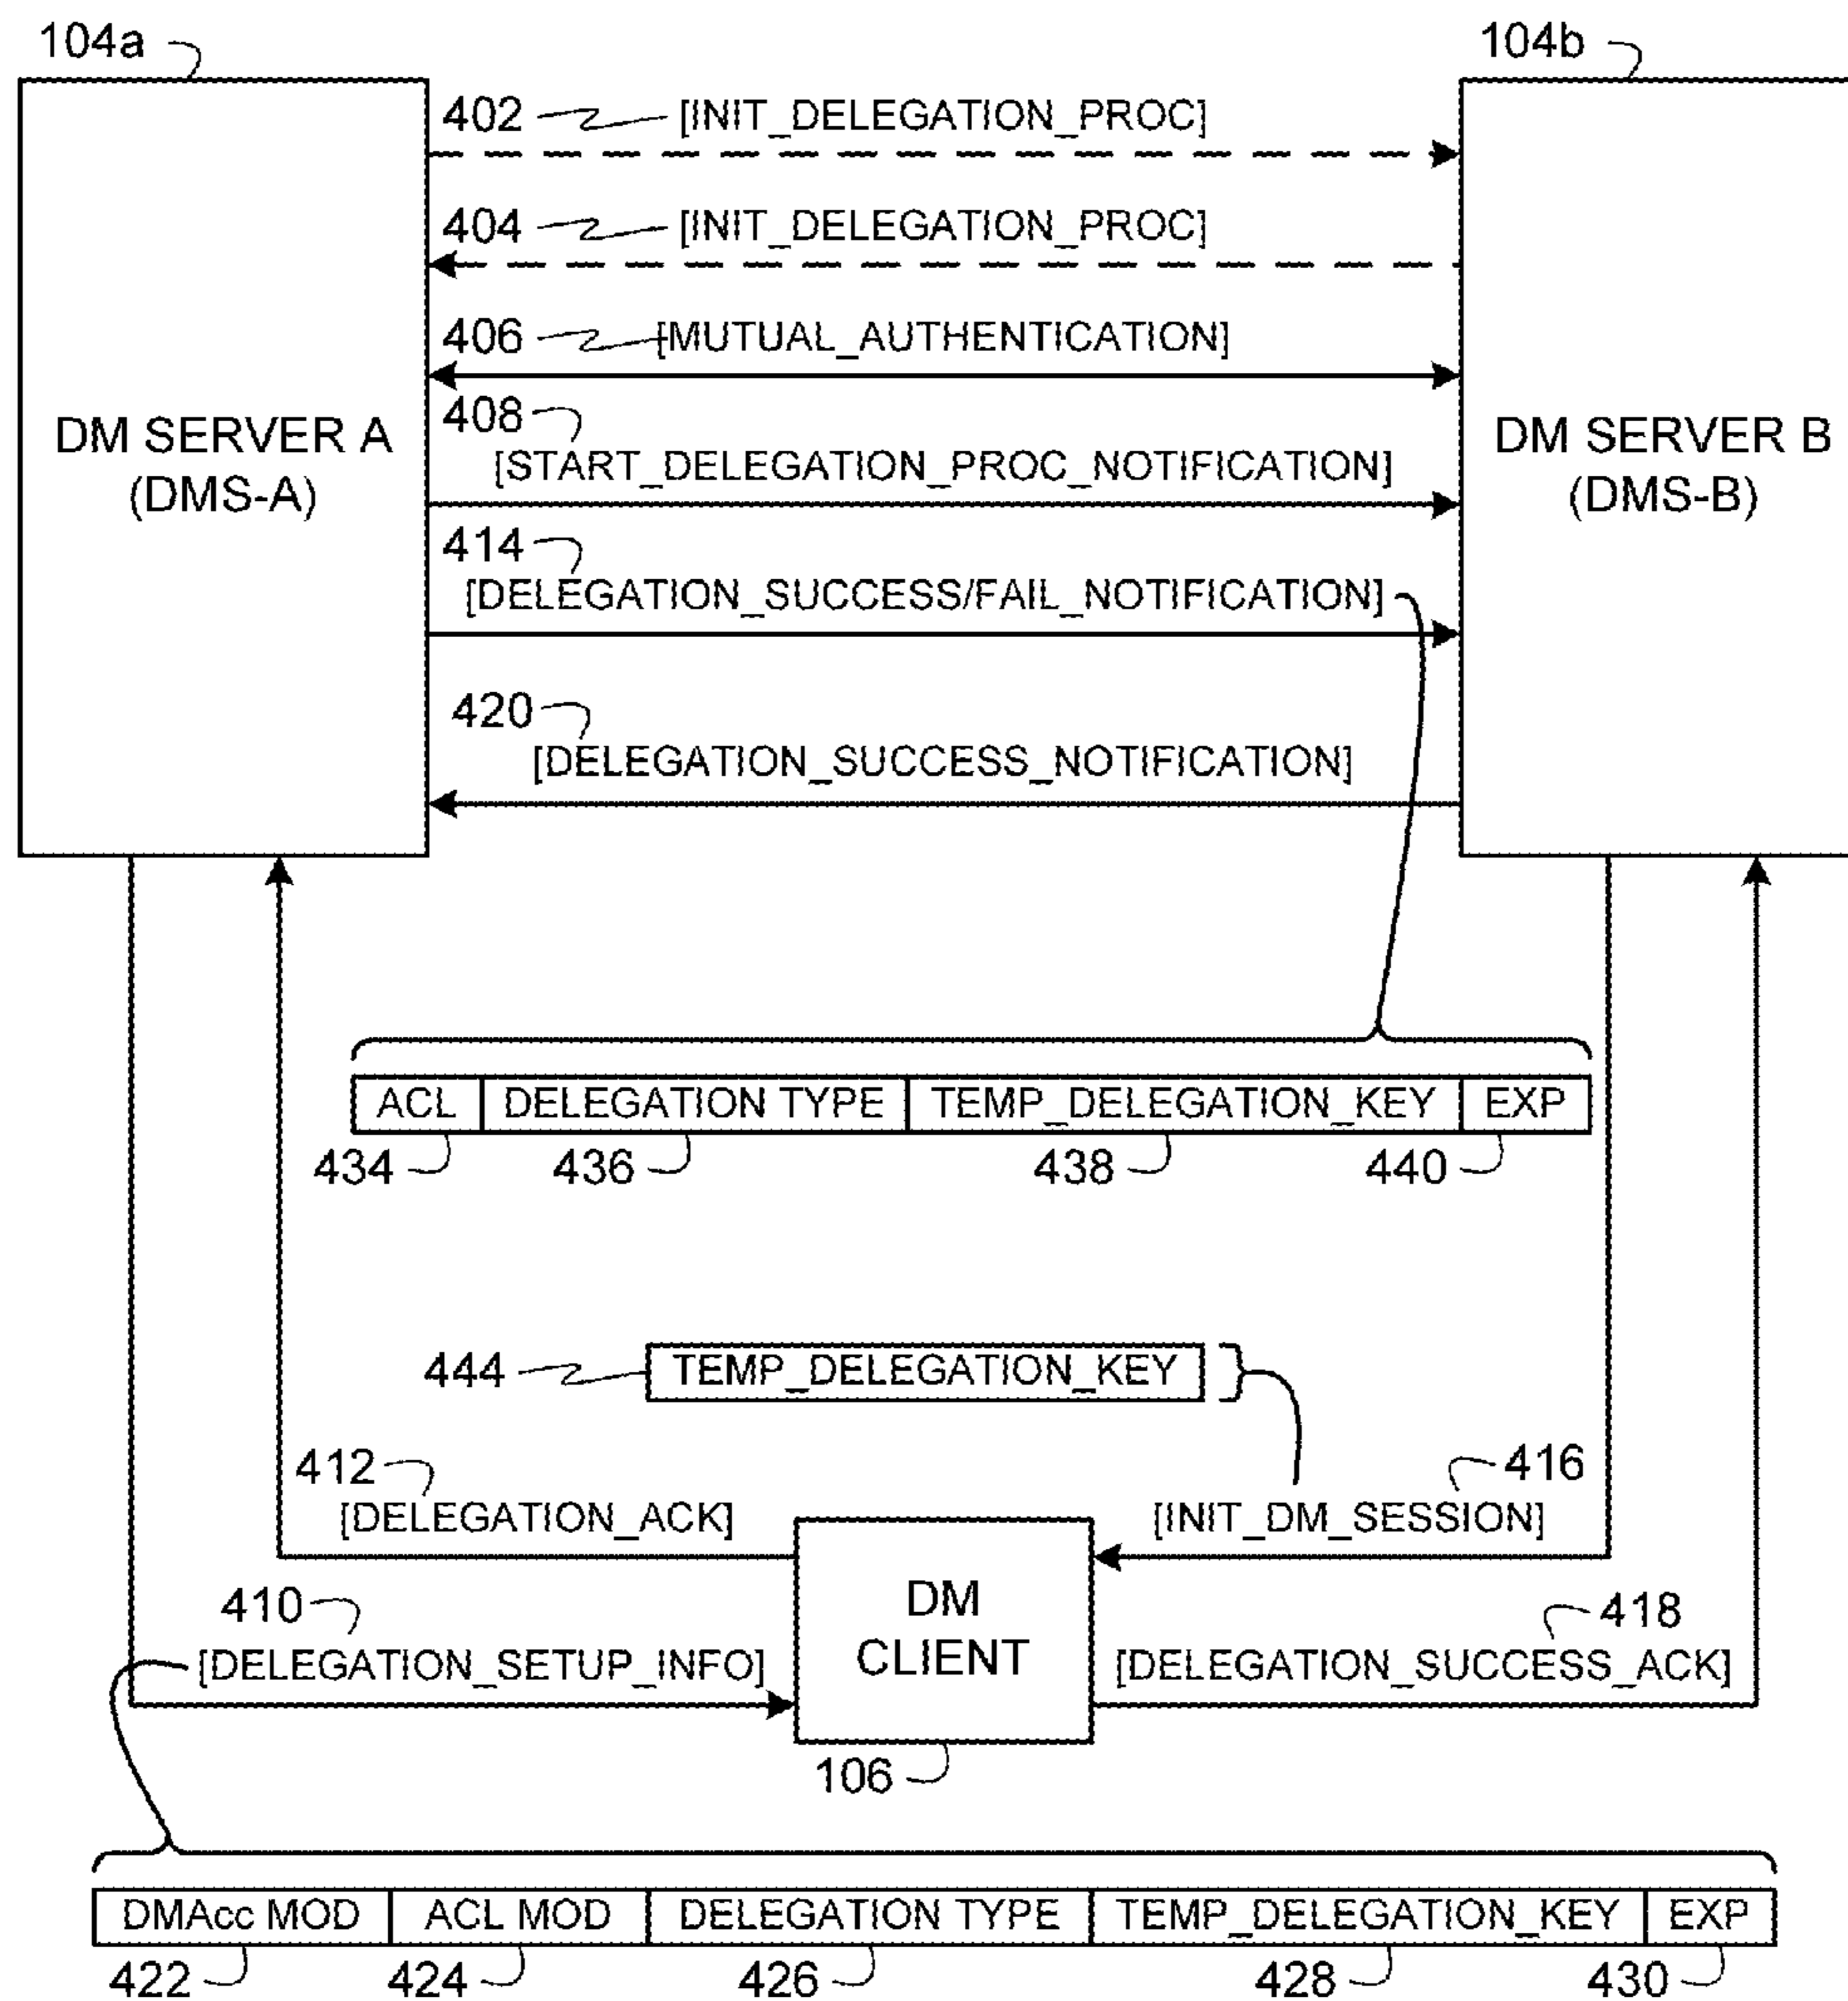 104a
104b
402 [INIT_DELEGATION_PROC]
404 [INIT_DELEGATION_PROC]
406 [MUTUAL_AUTHENTICATION]
408
[START_DELEGATION_PROC_NOTIFICATION]
DM SERVER A
(DMS-A)
DM SERVER B
(DMS-B)
414
[DELEGATION_SUCCESS/FAIL_NOTIFICATION]
420
[DELEGATION_SUCCESS_NOTIFICATION]
ACL DELEGATION TYPE TEMP_DELEGATION_KEY EXP
434 436 438 440
444 TEMP_DELEGATION_KEY
412 416
[DELEGATION_ACK] [INIT_DM_SESSION]
DM
CLIENT
410 418
[DELEGATION_SETUP_INFO] [DELEGATION_SUCCESS_ACK]
106
DMAcc MOD ACL MOD DELEGATION TYPE TEMP_DELEGATION_KEY EXP
422 424 426 428 430